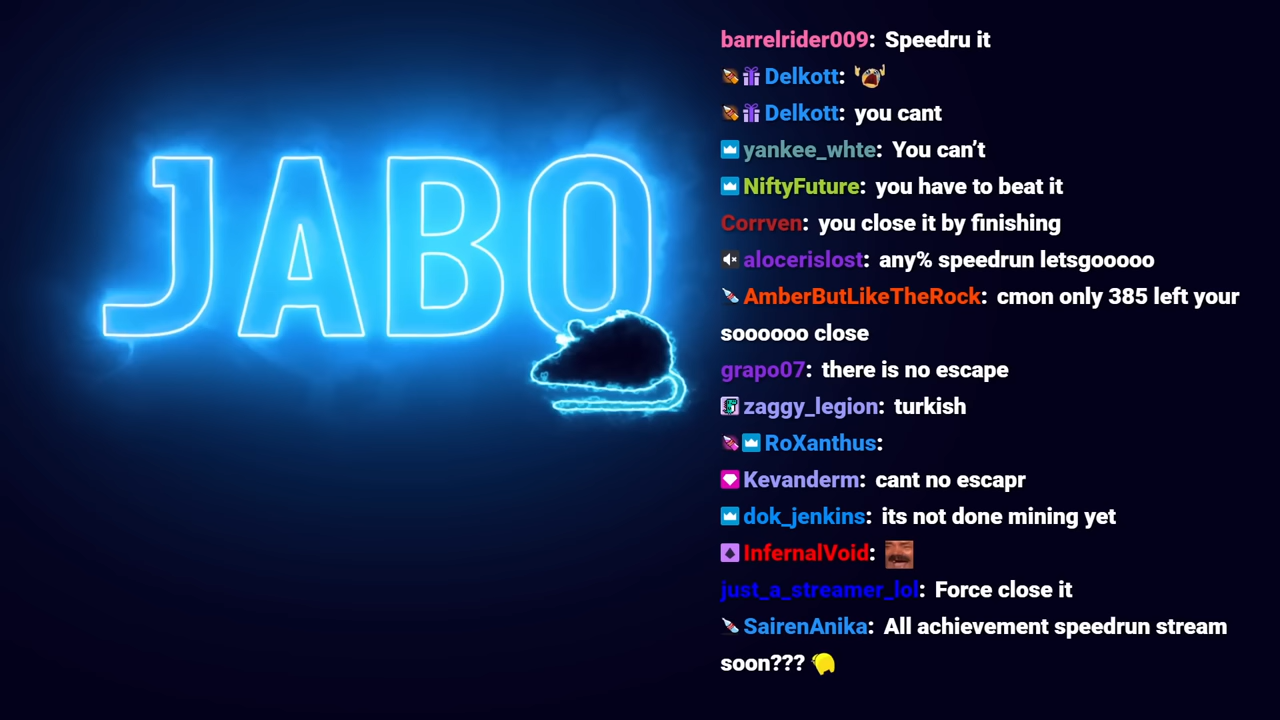 JABO
barrelrider009: Speedru it
Delkott:
Delkott: you cant
yankee_whte: You can’t
NiftyFuture: you have to beat it
Corrven: you close it by finishing
alocerislost: any% speedrun letsgooooo
AmberButLikeTheRock: cmon only 385 left your
soooooo close
grapo07: there is no escape
zaggy_legion: turkish
RoXanthus:
Kevanderm: cant no escapr
dok_jenkins: its not done mining yet
InfernalVoid:
just_a_streamer_lol: Force close it
SairenAnika: All achievement speedrun stream
soon???